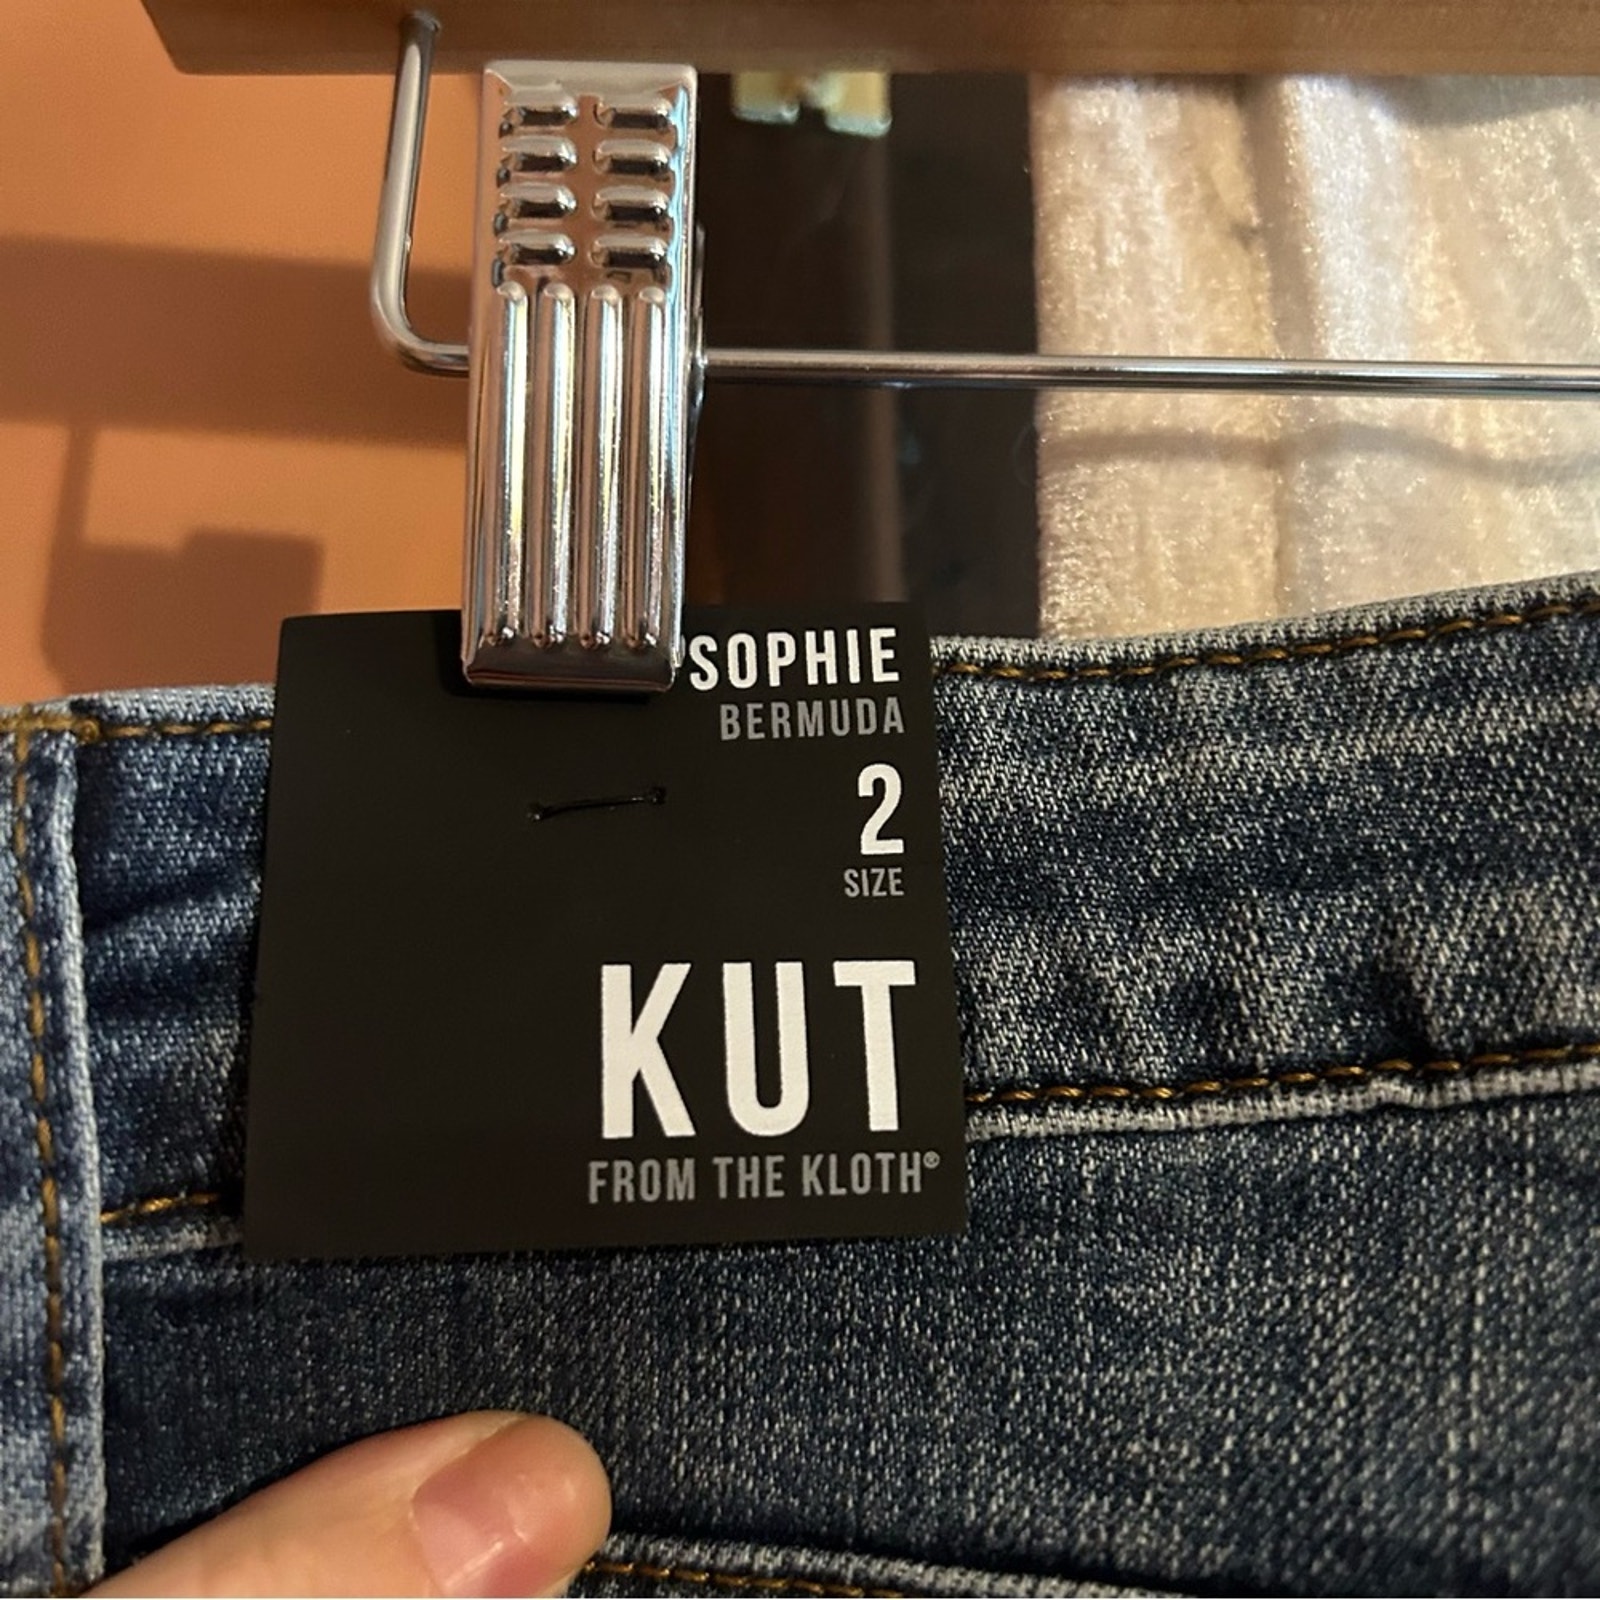 SOPHIE
BERMUDA
2
SIZE
KUT
FROM THE KLOTH®